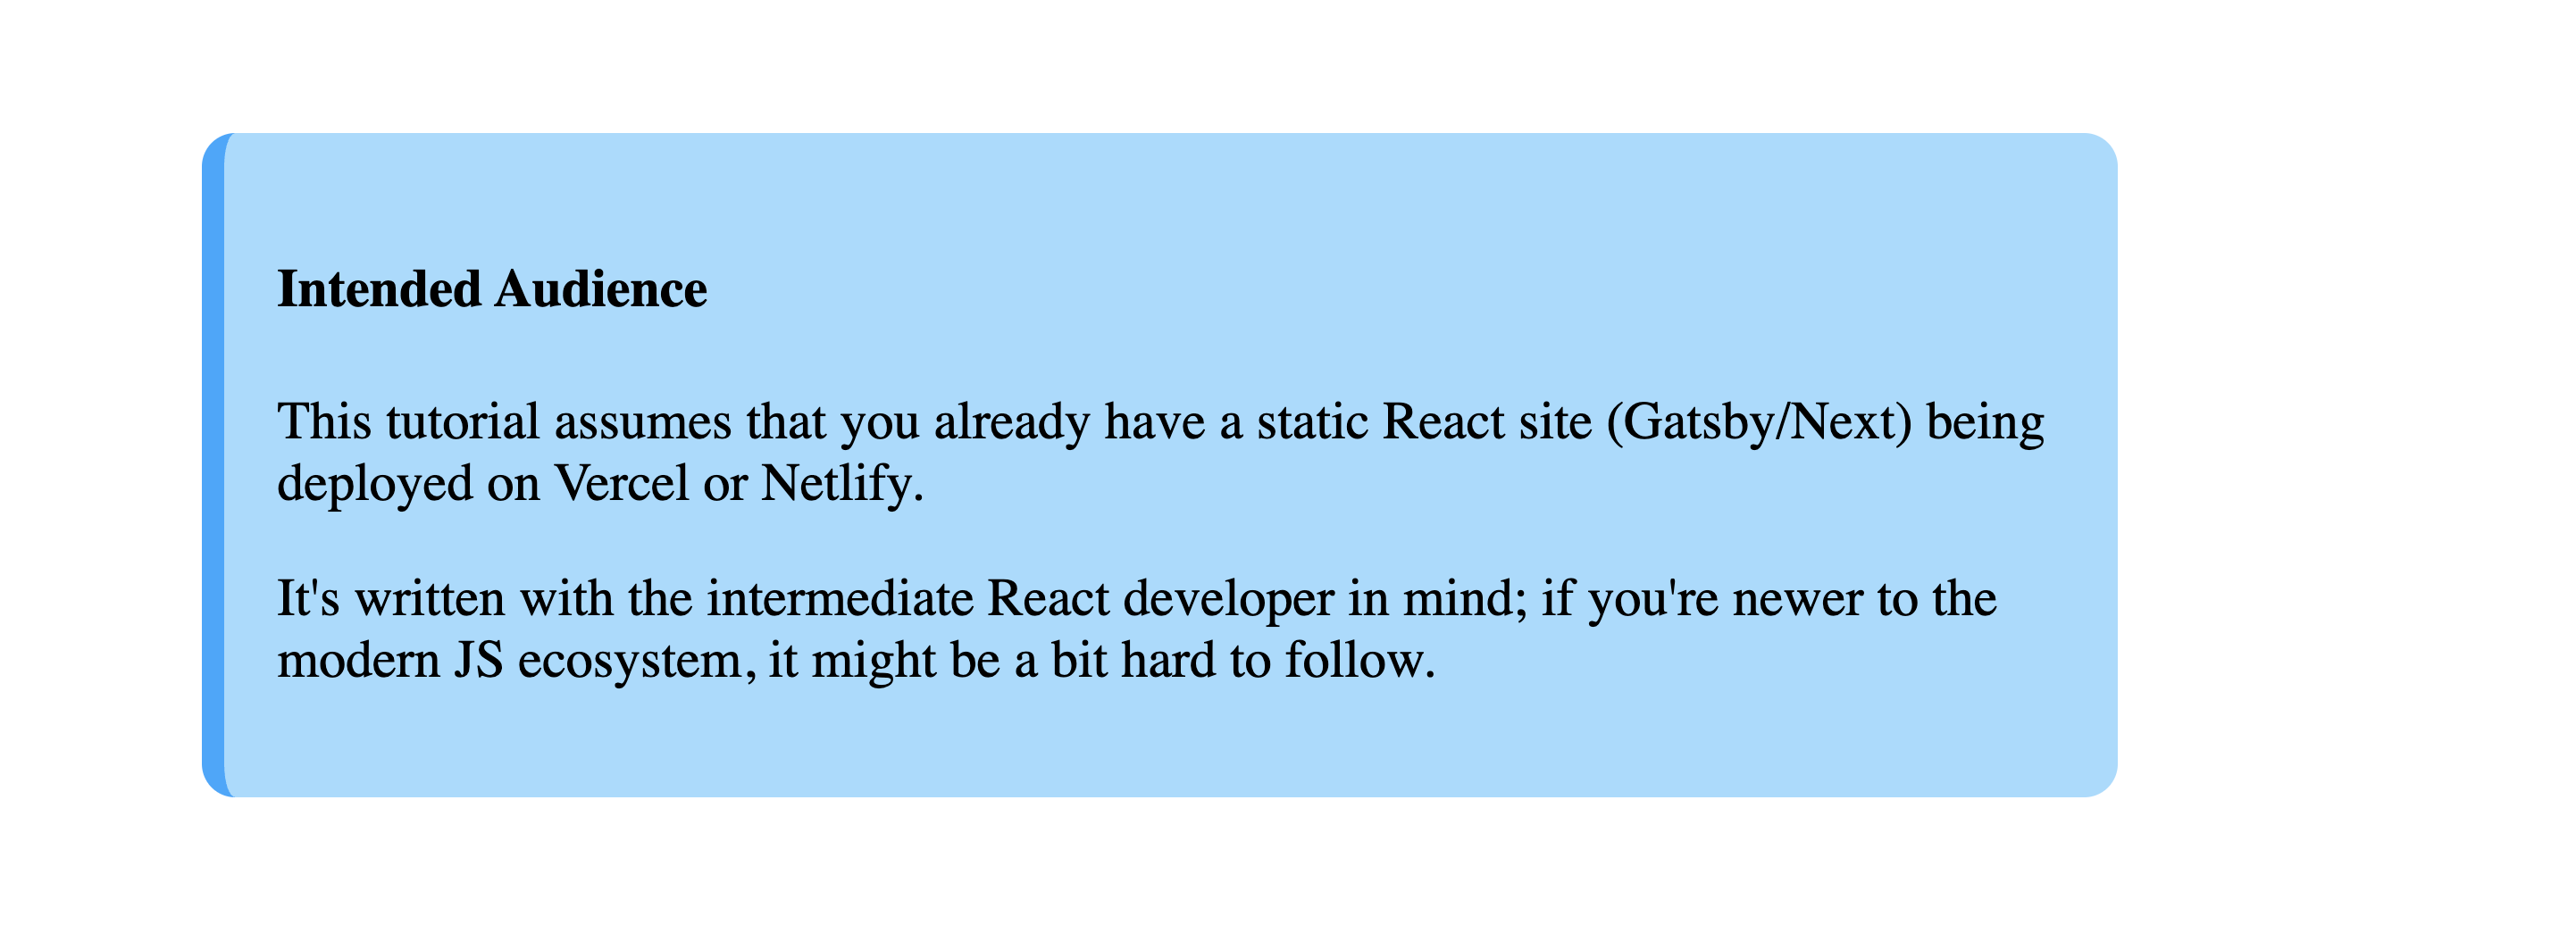 Intended Audience
This tutorial assumes that you already have a static React site (Gatsby/Next) being
deployed on Vercel or Netlify.
It's written with the intermediate React developer in mind; if you're newer to the
modern JS ecosystem, it might be a bit hard to follow.